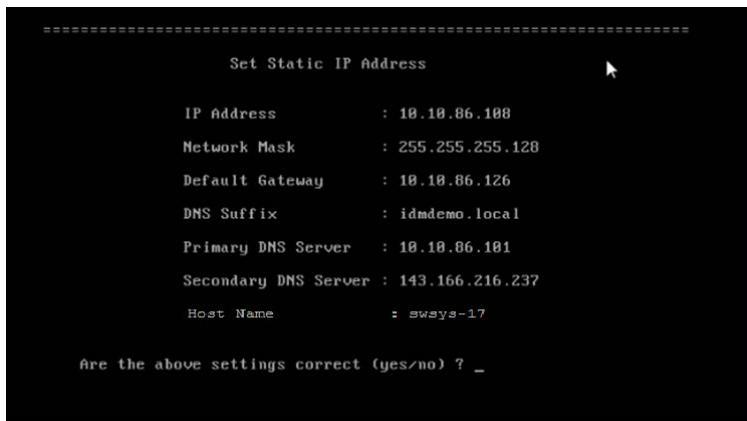 ======================================================================
Set Static IP Address
IP Address : 10.10.86.108
Network Mask : 255.255.255.128
Default Gateway : 10.10.86.126
DNS Suffix : idmdemo.local
Primary DNS Server : 10.10.86.101
Secondary DNS Server : 143.166.216.237
Host Name : swsys-17
Are the above settings correct (yes/no) ? _